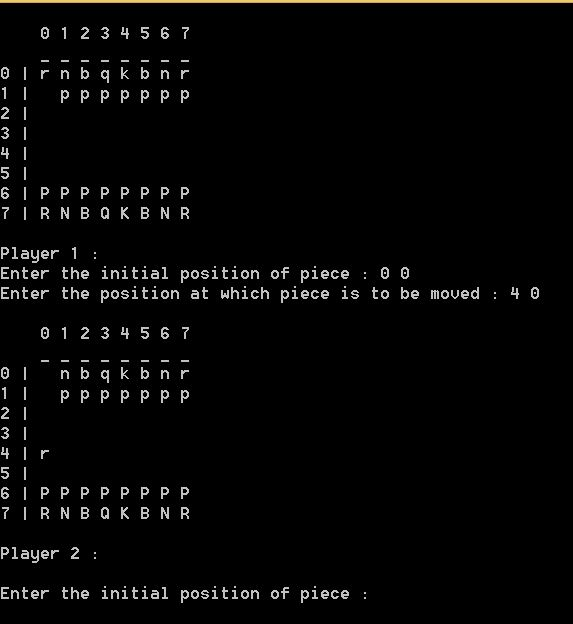 0 1 2 3 4 5 6 7
    _ _ _ _ _ _ _ _
0 | r n b q k b n r
1 |   p p p p p p p
2 |
3 |
4 |
5 |
6 | P P P P P P P P
7 | R N B Q K B N R
Player 1 :
Enter the initial position of piece : 0 0
Enter the position at which piece is to be moved : 4 0
    0 1 2 3 4 5 6 7
    _ _ _ _ _ _ _ _
0 |   n b q k b n r
1 |   p p p p p p p
2 |
3 |
4 | r
5 |
6 | P P P P P P P P
7 | R N B Q K B N R
Player 2 :
Enter the initial position of piece :